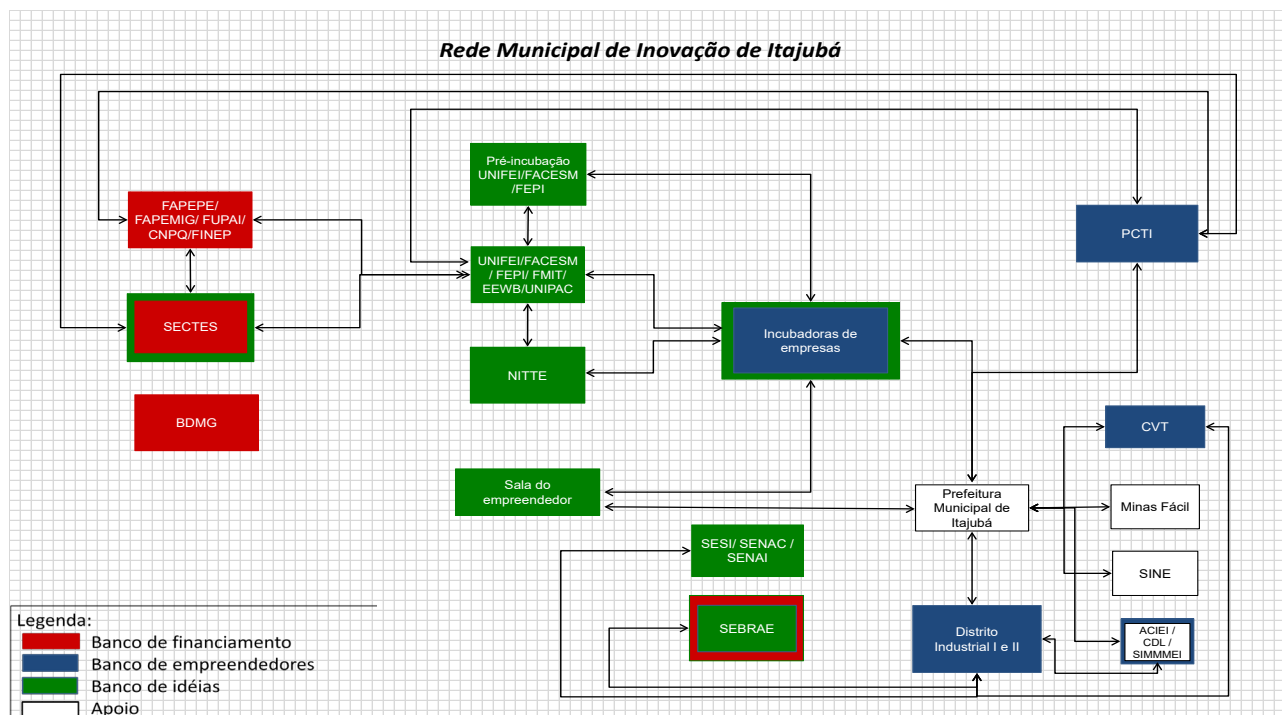 Rede Municipal de Inovação de Itajubá
Pré-incubação
UNIFEI/FACESM
/FEPI
FAPEPE/
FAPEMIG/ FUPAI/
CNPQ/FINEP
PCTI
UNIFEI/FACESM
/ FEPI/ FMIT/
EEWB/UNIPAC
SECTES
Incubadoras de
empresas
NITTE
BDMG
CVT
Sala do
empreendedor
Prefeitura
Municipal de
Itajubá
Minas Fácil
SESI/ SENAC /
SENAI
SINE
SEBRAE
Distrito
Industrial I e II
ACIEI /
CDL /
SIMMMEI
Legenda:
Banco de financiamento
Banco de empreendedores
Banco de idéias
Apoio